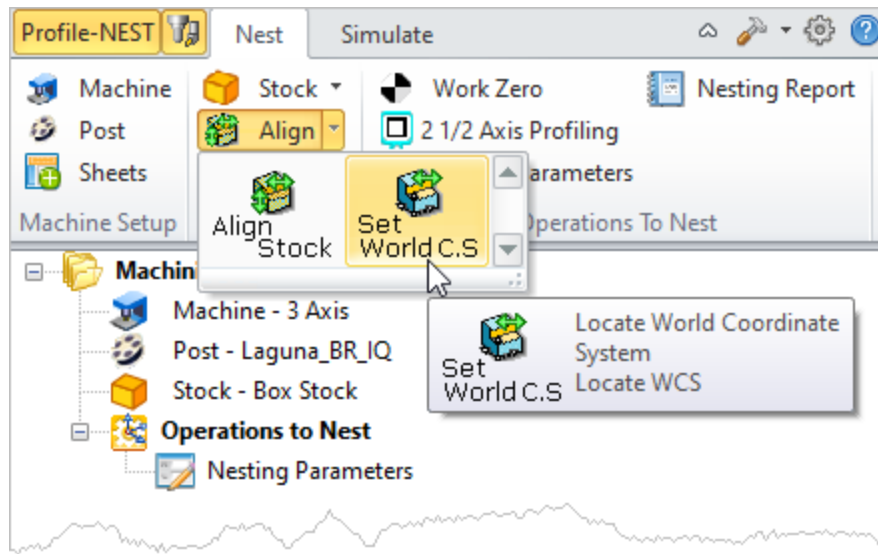 Profile-NEST Nest Simulate
Machine Stock Work Zero Nesting Report
Post Align 2 1/2 Axis Profiling
Sheets arameters
Machine Setup perations To Nest
Align Stock
Set World C.S
Machini
Machine - 3 Axis
Post - Laguna_BR_IQ
Stock - Box Stock
Operations to Nest
Nesting Parameters
Set World C.S
Locate World Coordinate
System
Locate WCS